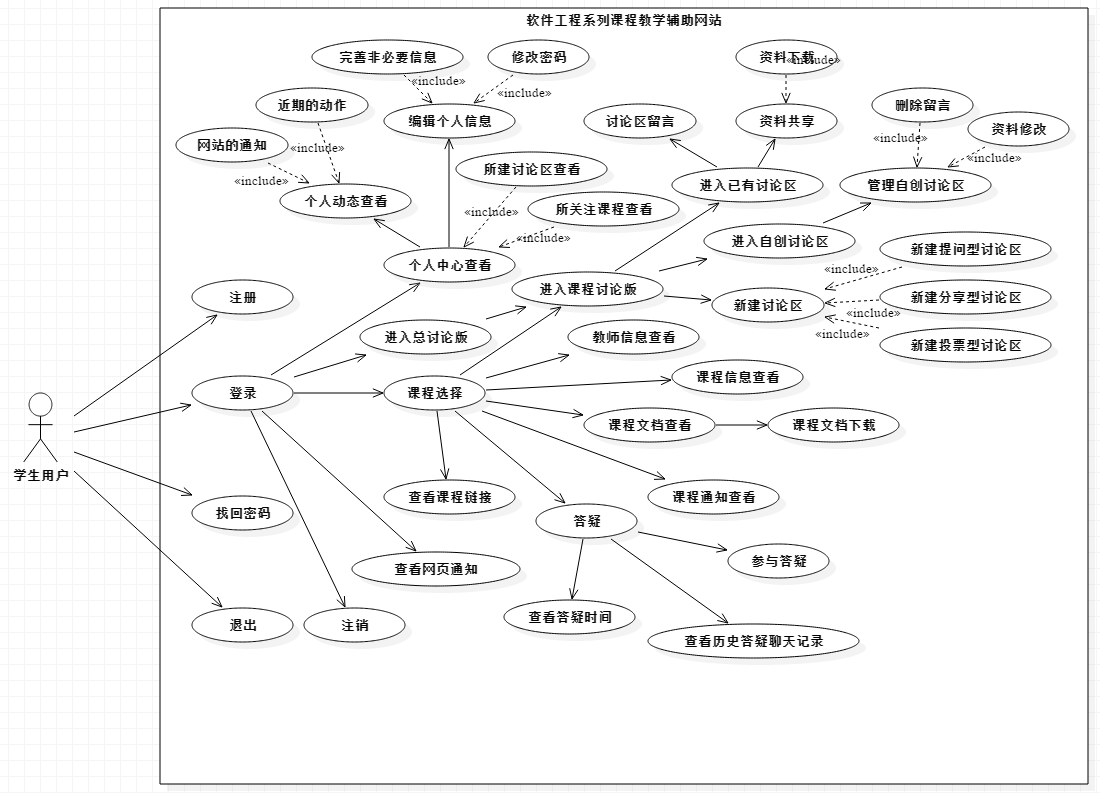 软件工程系列课程教学辅助网站
完善非必要信息
修改密码
资料下载
«include»
«include»
«include»
近期的动作
编辑个人信息
讨论区留言
资料共享
删除留言
资料修改
网站的通知
«include»
«include»
«include»
«include»
所建讨论区查看
进入已有讨论区
管理自创讨论区
个人动态查看
«include»
所关注课程查看
«include»
进入自创讨论区
新建提问型讨论区
个人中心查看
«include»
注册
进入课程讨论版
新建讨论区
新建分享型讨论区
«include»
«include»
进入总讨论版
教师信息查看
新建投票型讨论区
课程信息查看
登录
课程选择
课程文档查看
课程文档下载
学生用户
查看课程链接
课程通知查看
找回密码
答疑
查看网页通知
参与答疑
查看答疑时间
退出
注销
查看历史答疑聊天记录